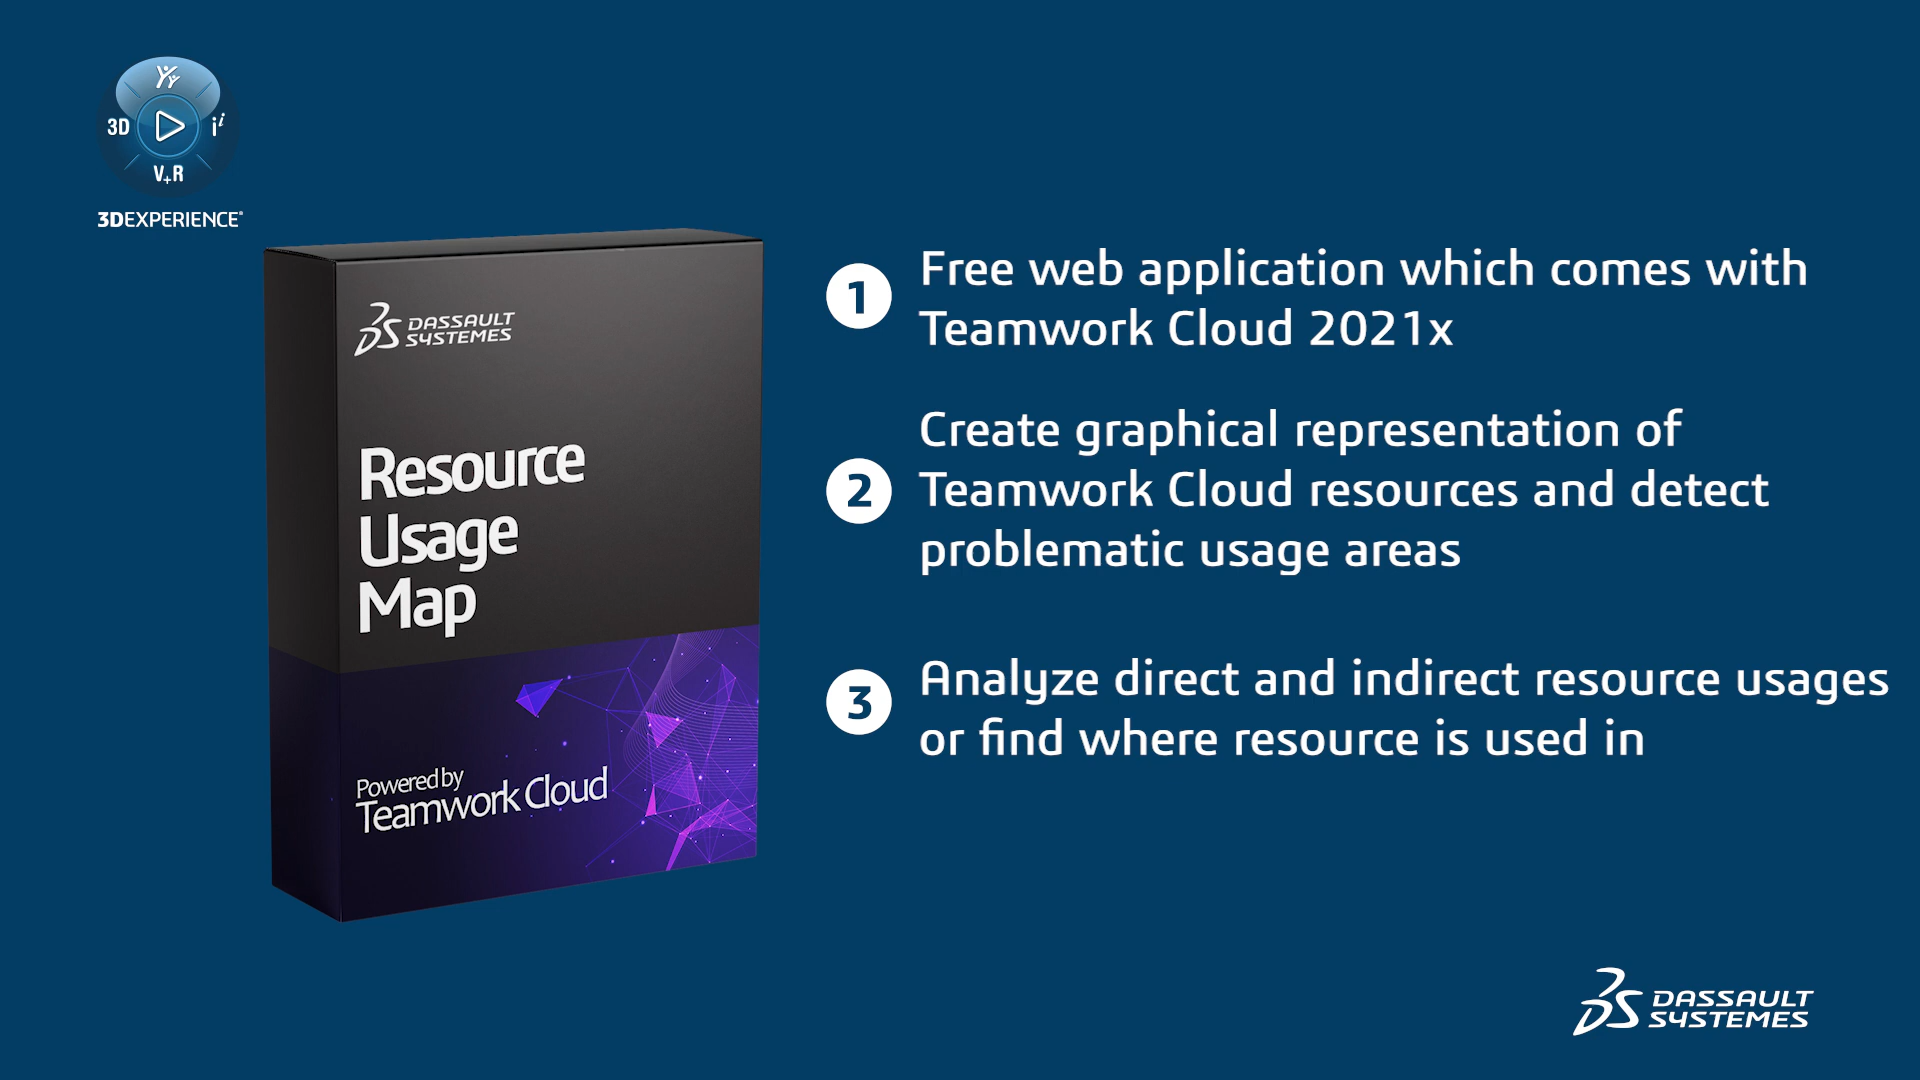 3D
i i
V+R
3DEXPERIENCE®
DASSAULT
SYSTEMES
Resource
Usage
Map
Powered by
Teamwork Cloud
1
Free web application which comes with
Teamwork Cloud 2021x
2
Create graphical representation of
Teamwork Cloud resources and detect
problematic usage areas
3
Analyze direct and indirect resource usages
or find where resource is used in
DASSAULT
SYSTEMES